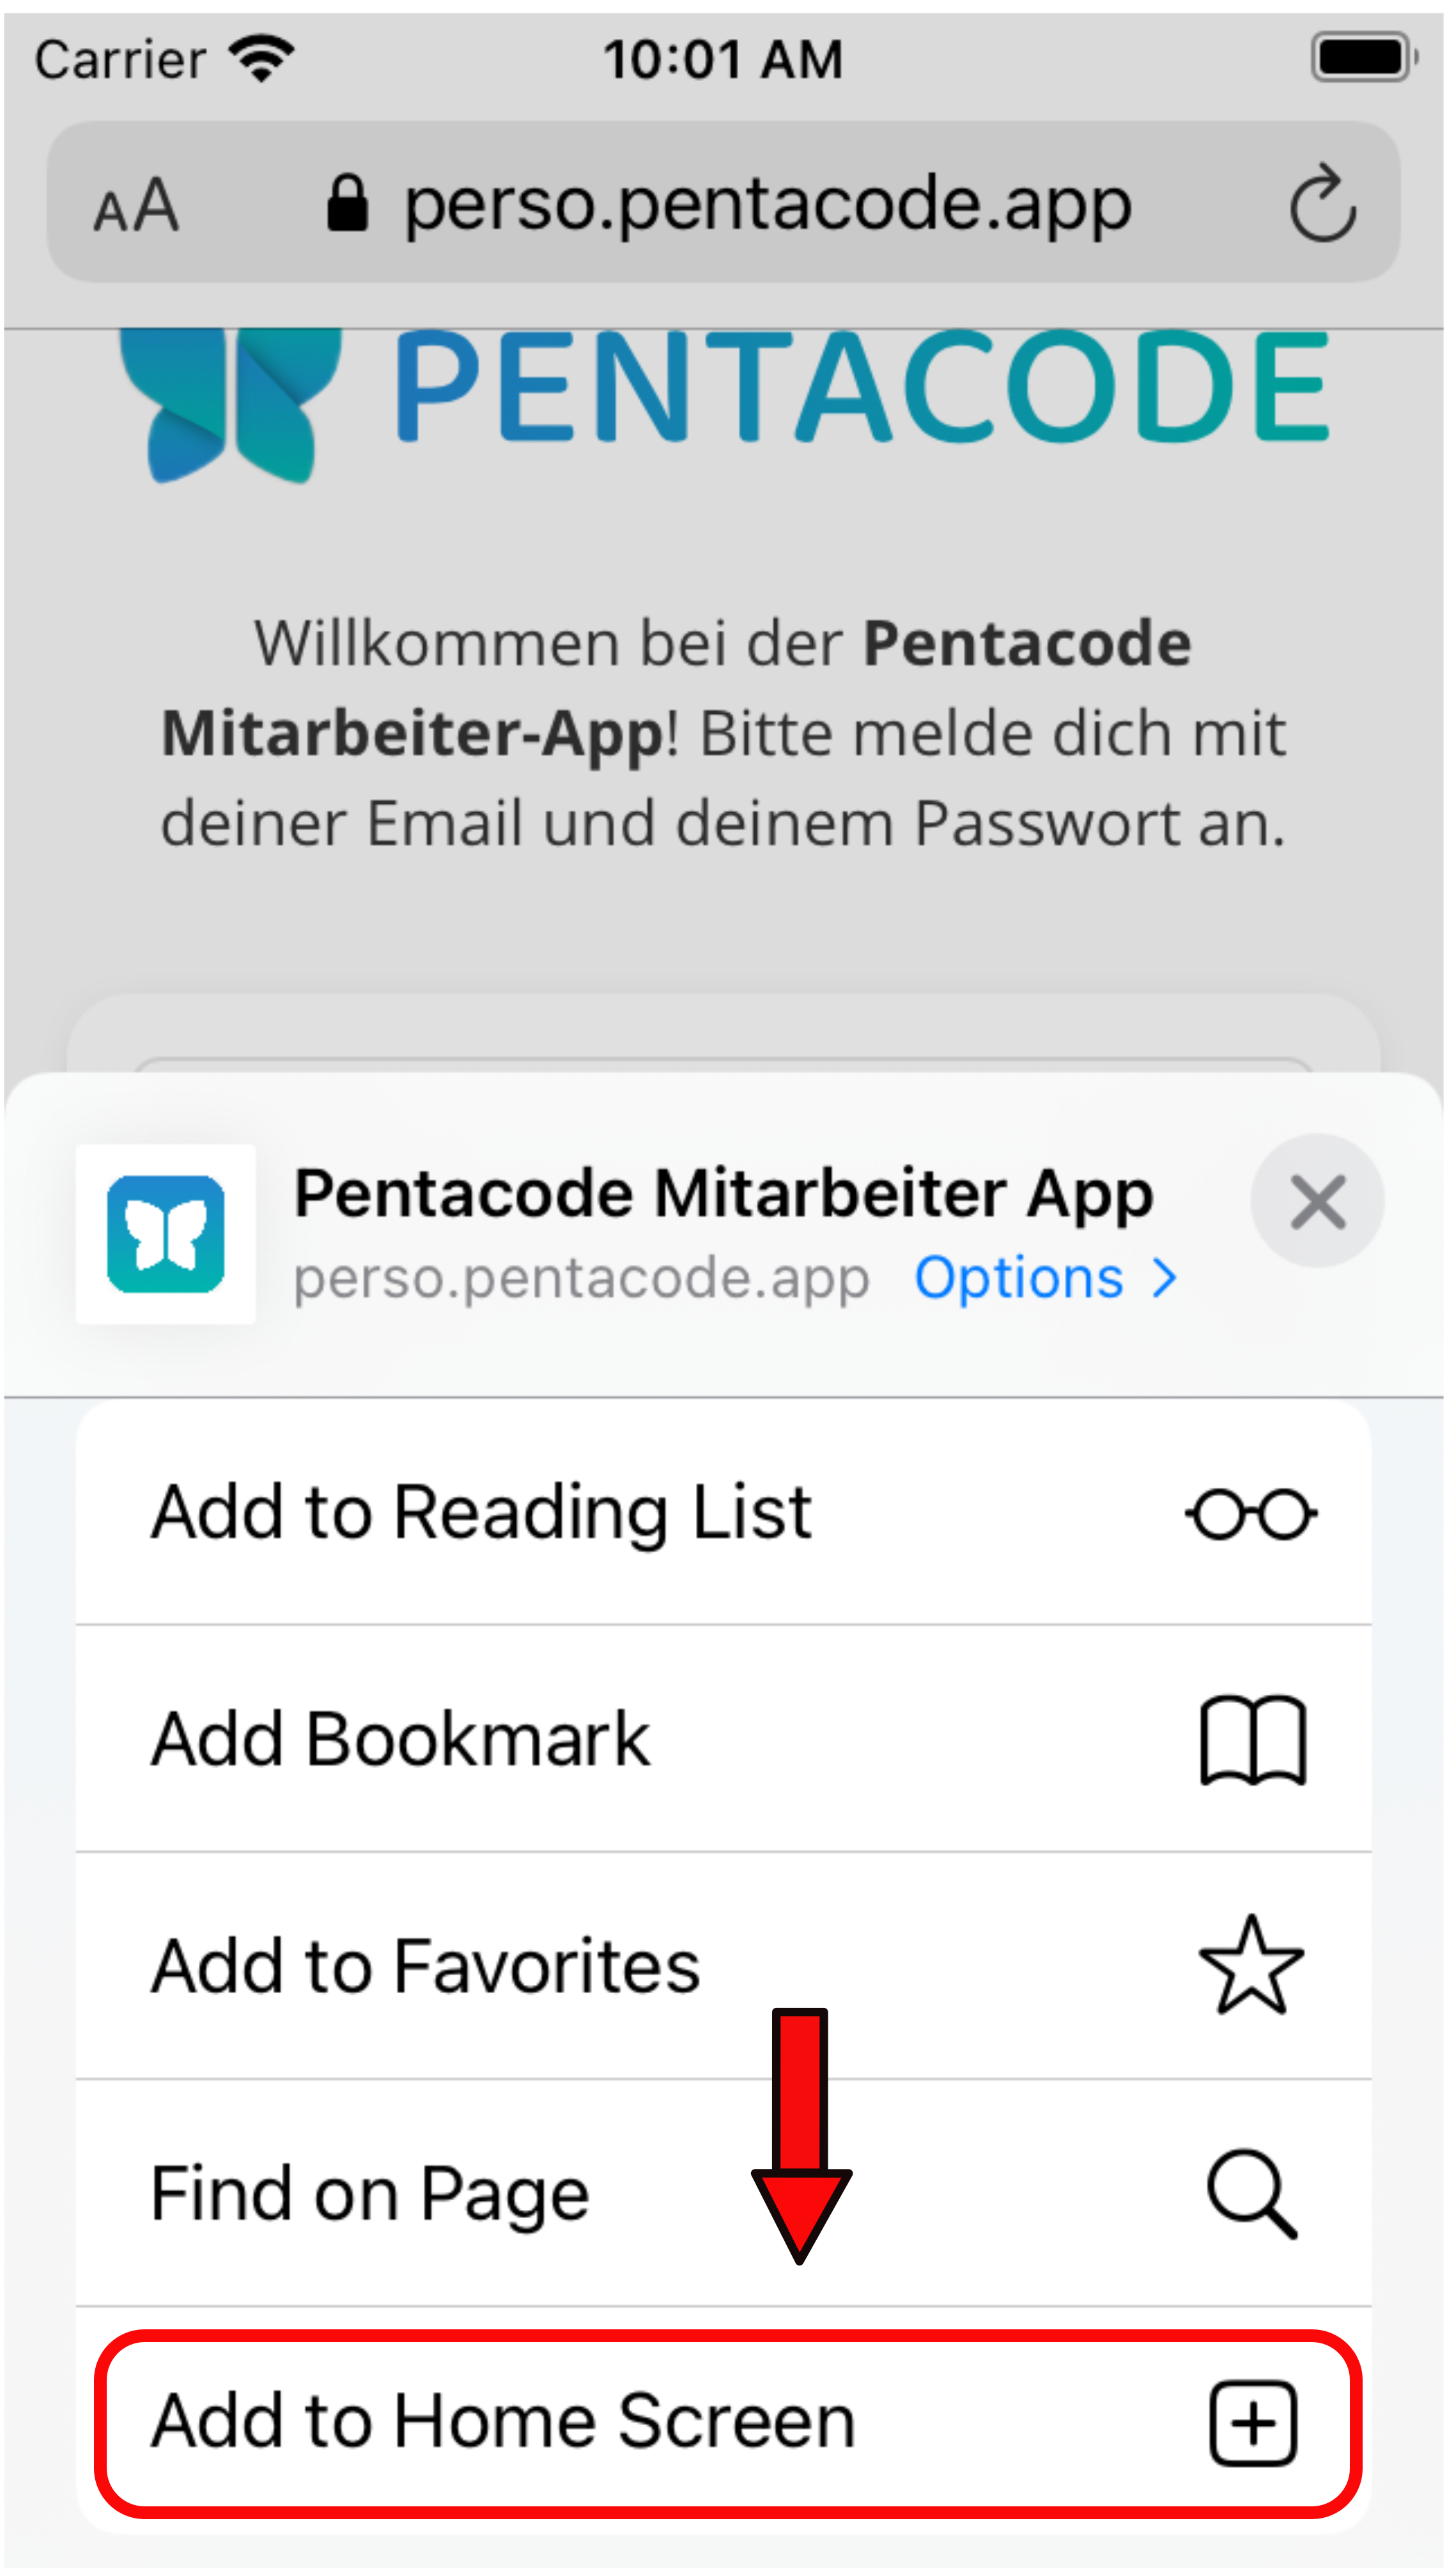 Carrier 10:01 AM
AA perso.pentacode.app
PENTACODE
Willkommen bei der Pentacode
Mitarbeiter-App! Bitte melde dich mit
deiner Email und deinem Passwort an.
Pentacode Mitarbeiter App
perso.pentacode.app Options >
Add to Reading List
Add Bookmark
Add to Favorites
Find on Page
Add to Home Screen